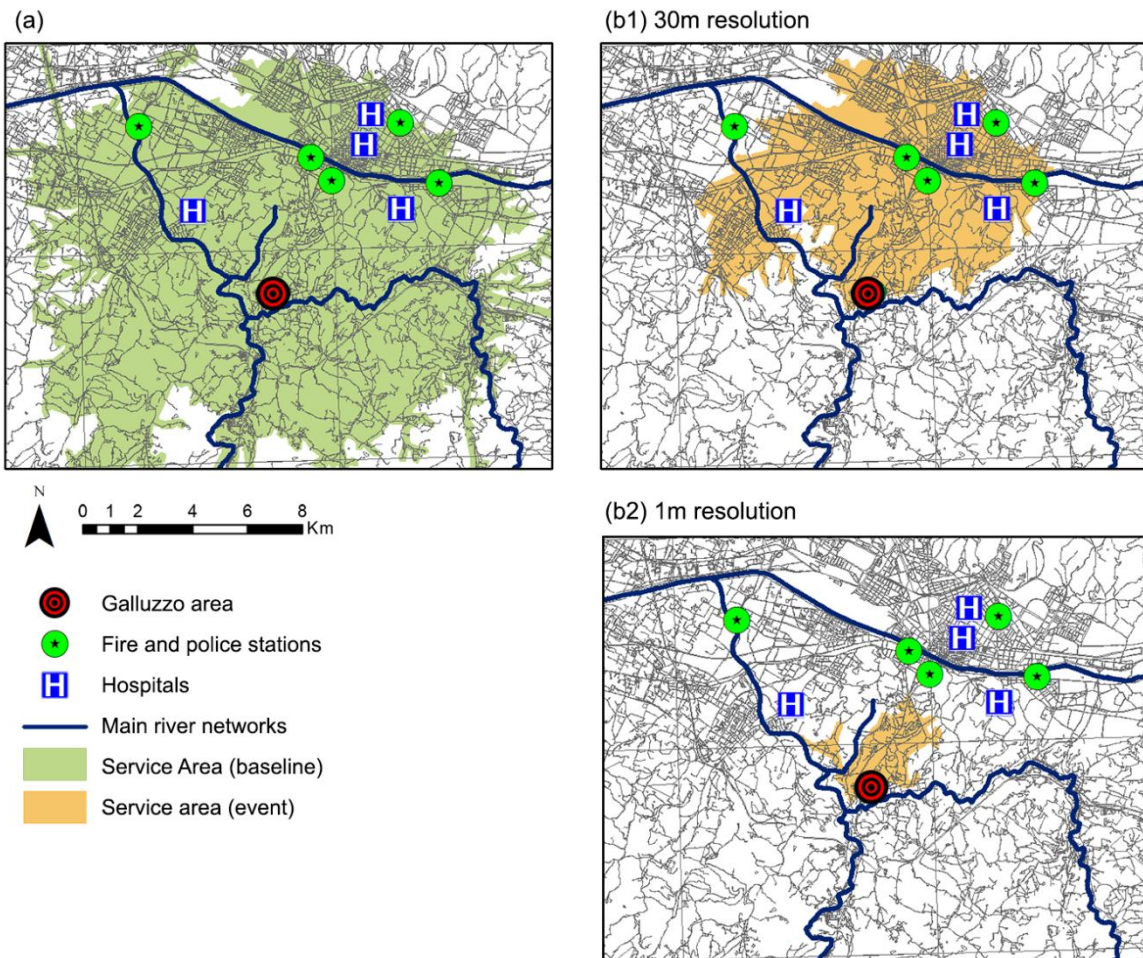 (a)
(b1) 30m resolution
H
H
H
H
H
H
H
H
N
0 1 2 4 6 8
Km
(b2) 1m resolution
Galluzzo area
Fire and police stations
H Hospitals
Main river networks
Service Area (baseline)
Service area (event)
H
H
H
H